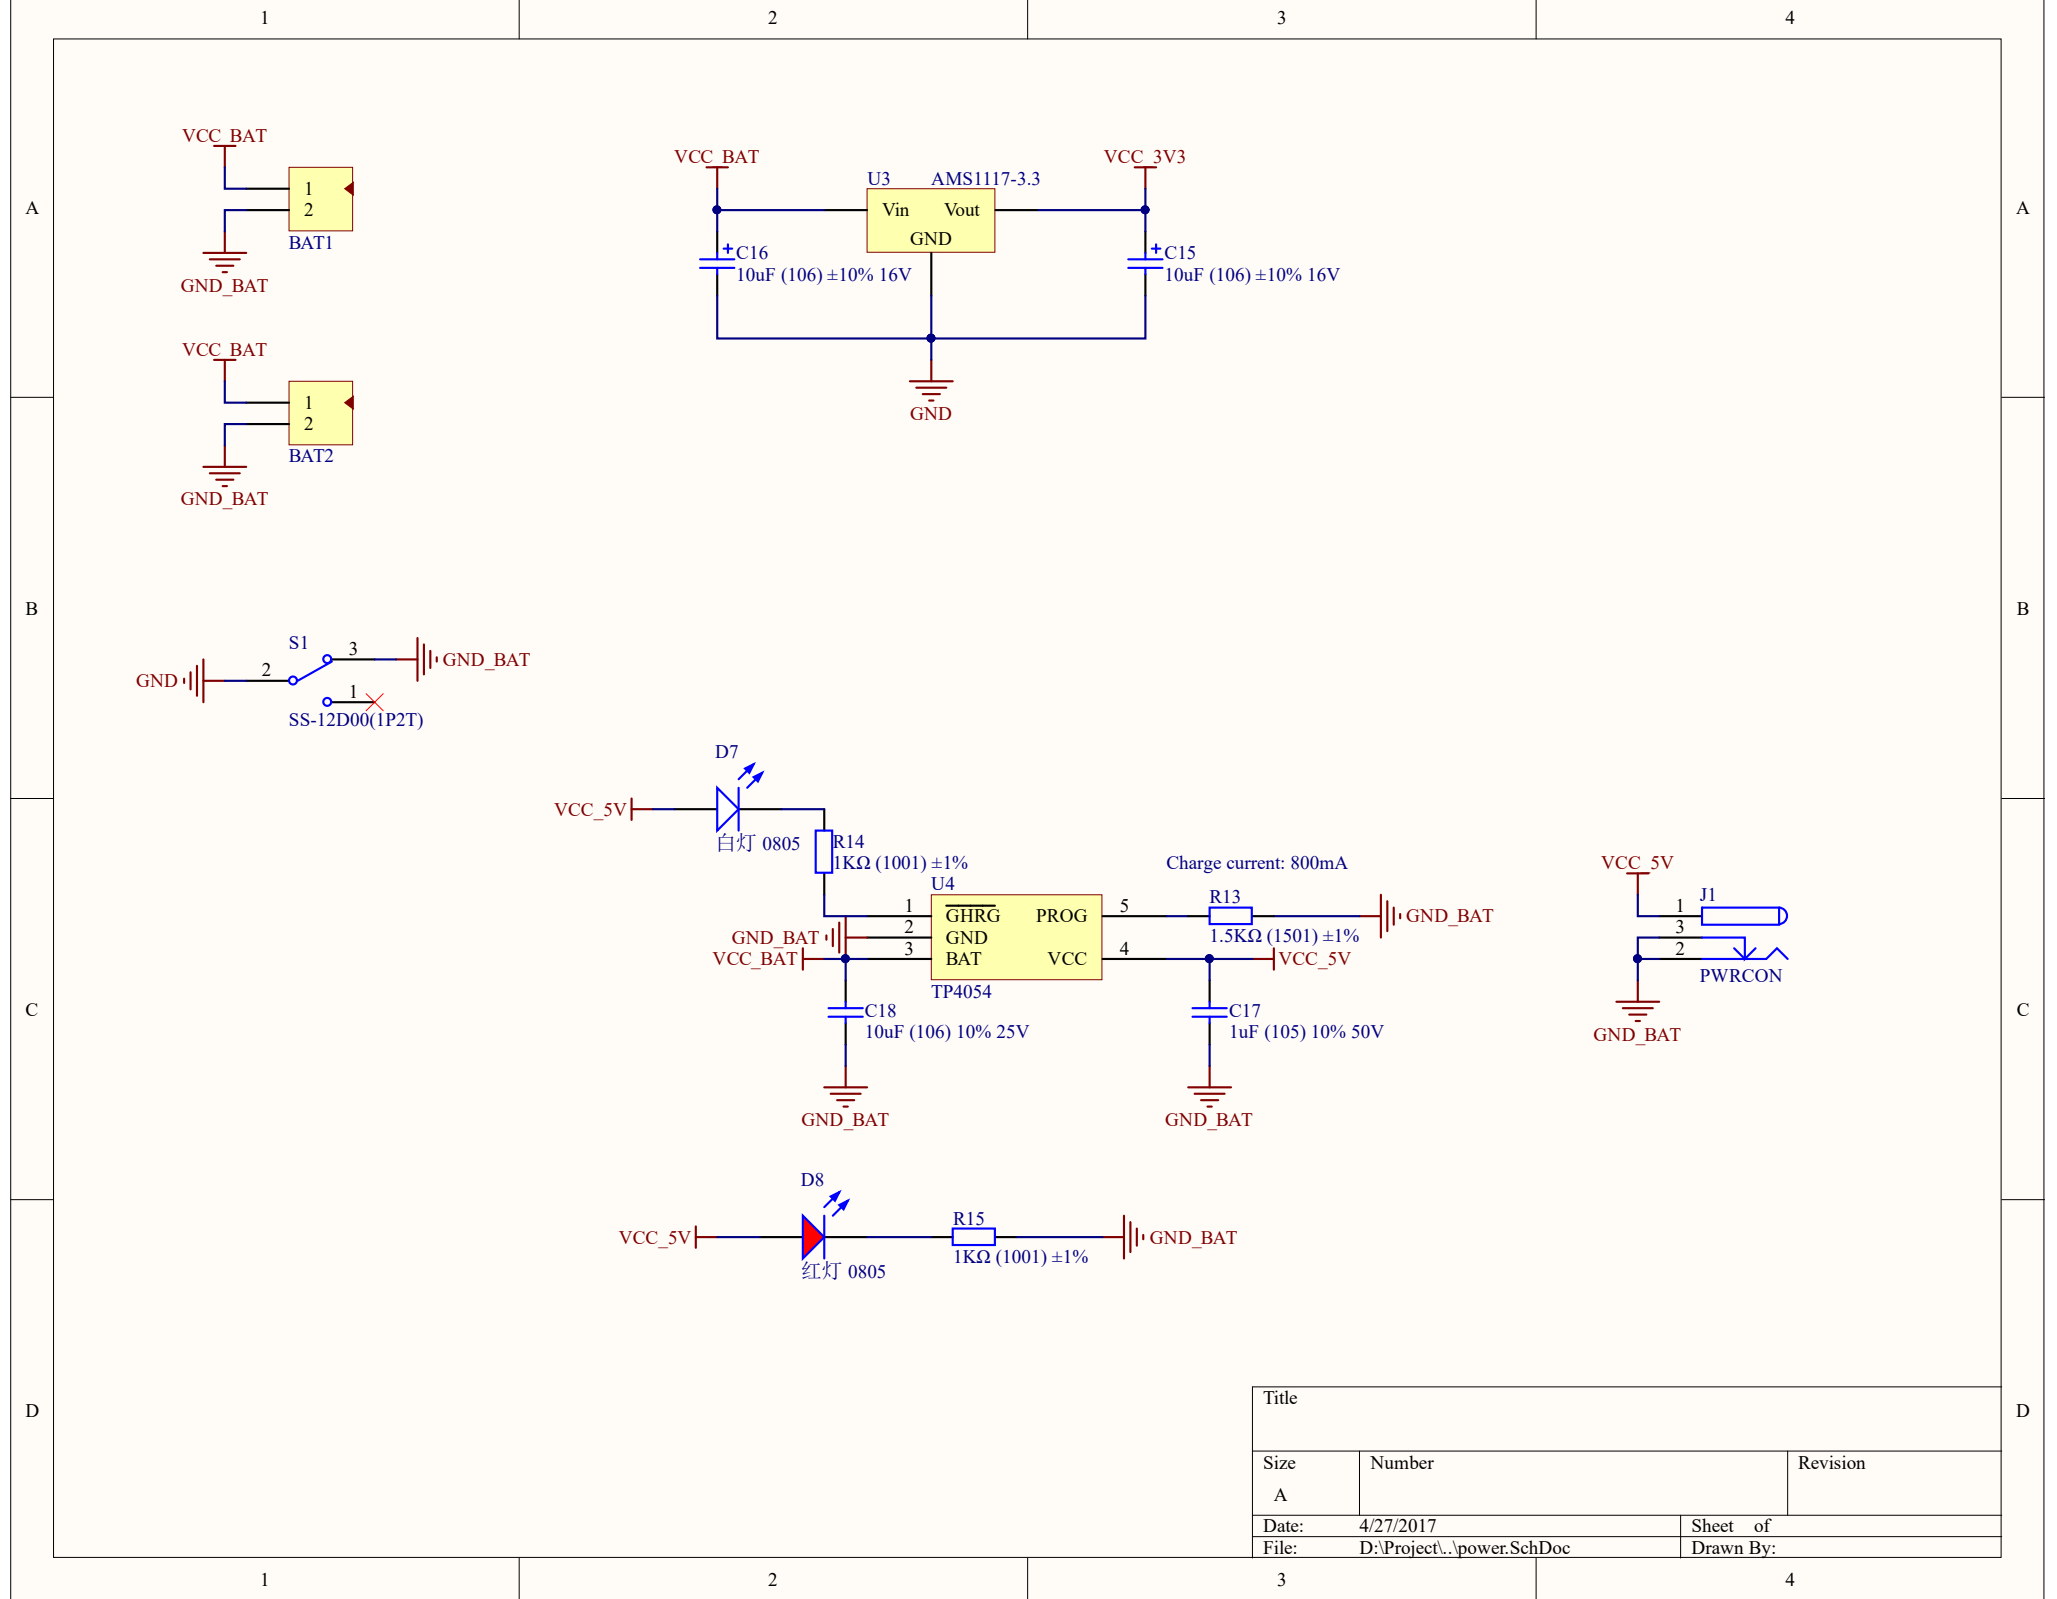 1 2 3 4
A
A
B
B
C
C
D
D
VCC_BAT
1
2
BAT1
GND_BAT
VCC_BAT
1
2
BAT2
GND_BAT
VCC_BAT
VCC_3V3
U3 AMS1117-3.3
Vin Vout
GND
+ C16
10uF (106) ±10% 16V
+ C15
10uF (106) ±10% 16V
GND
S1
3
GND_BAT
GND
2
1
SS-12D00(1P2T)
D7
VCC_5V
白灯 0805
R14
1KΩ (1001) ±1%
U4
Charge current: 800mA
R13
1 GHRG PROG 5
GND_BAT
1.5KΩ (1501) ±1%
GND_BAT 2 GND
VCC_BAT 3 BAT VCC 4 VCC_5V
TP4054
C18
10uF (106) 10% 25V
C17
1uF (105) 10% 50V
GND_BAT
GND_BAT
VCC_5V
J1
1
3
2
PWRCON
GND_BAT
D8
VCC_5V
红灯 0805
R15
1KΩ (1001) ±1%
GND_BAT
Title
Size Number Revision
A
Date: 4/27/2017 Sheet of
File: D:\Project\..\power.SchDoc Drawn By:
1 2 3 4